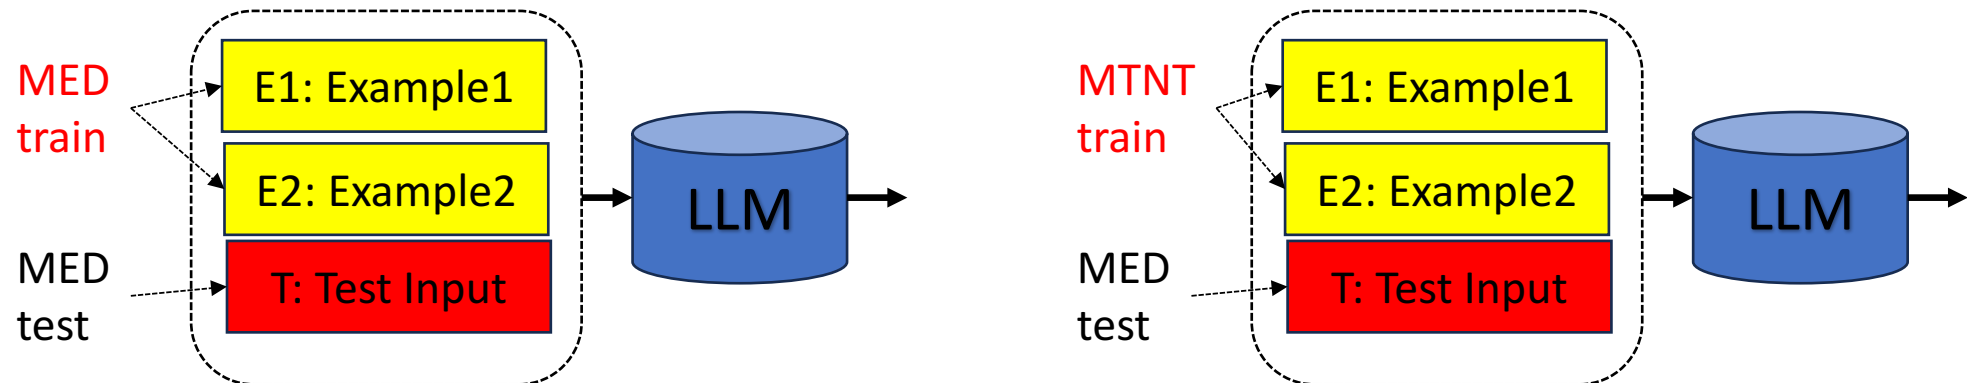 MED
train
E1: Example1
E2: Example2
MED
test
T: Test Input
LLM
MTNT
train
E1: Example1
E2: Example2
MED
test
T: Test Input
LLM